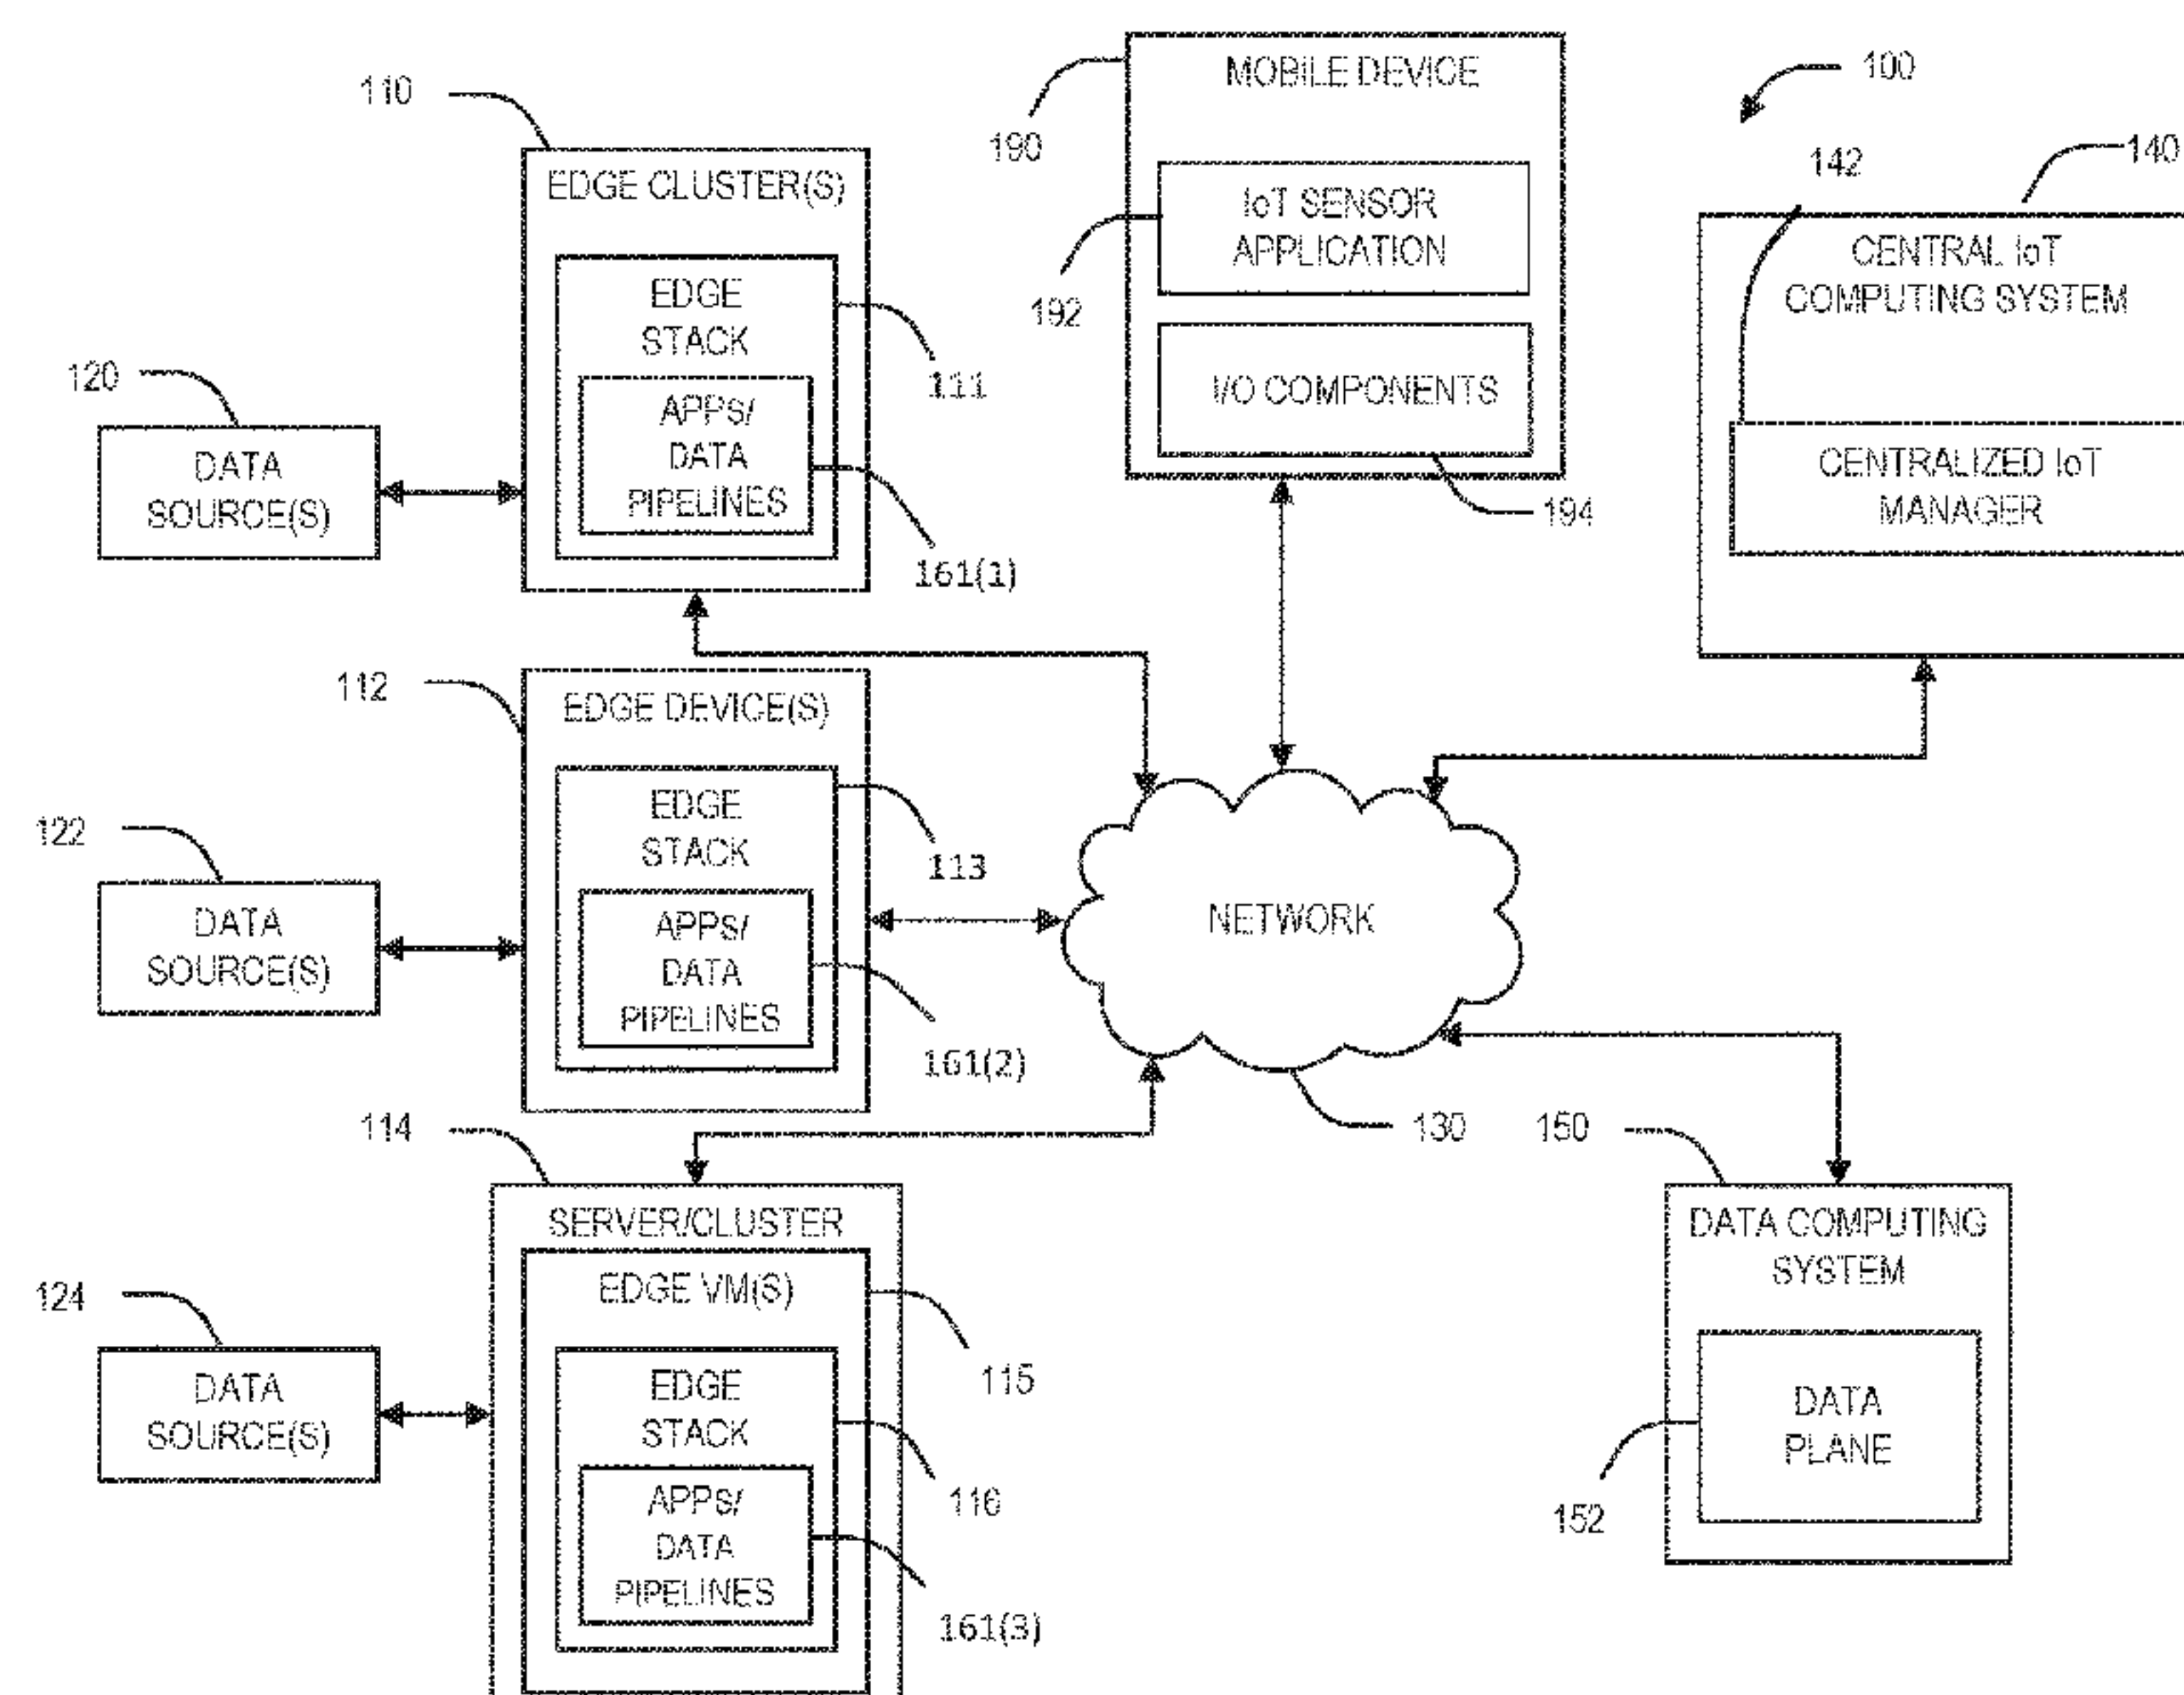 100
110
EDGE CLUSTER(S)
EDGE
STACK
111
APPS/
DATA
PIPELINES
161(1)
120
DATA
SOURCE(S)
190
MOBILE DEVICE
IoT SENSOR
APPLICATION
192
I/O COMPONENTS
194
142
140
CENTRAL IoT
COMPUTING SYSTEM
CENTRALIZED IoT
MANAGER
112
EDGE DEVICE(S)
EDGE
STACK
113
APPS/
DATA
PIPELINES
161(2)
122
DATA
SOURCE(S)
NETWORK
130
114
SERVER/CLUSTER
EDGE VM(S)
115
EDGE
STACK
116
APPS/
DATA
PIPELINES
161(3)
124
DATA
SOURCE(S)
150
DATA COMPUTING
SYSTEM
DATA
PLANE
152